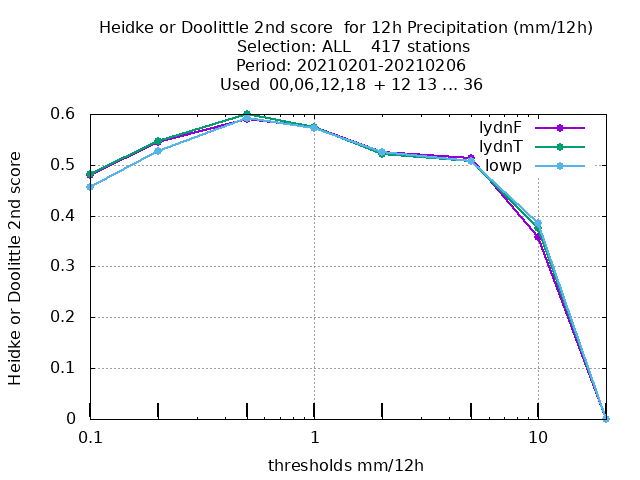 Heidke or Doolittle 2nd score  for 12h Precipitation (mm/12h)
Selection: ALL    417 stations
Period: 20210201-20210206
Used  00,06,12,18  + 12 13 ... 36
lydnF
lydnT
lowp
Heidke or Doolittle 2nd score
0.6
0.5
0.4
0.3
0.2
0.1
0
0.1
1
10
thresholds mm/12h